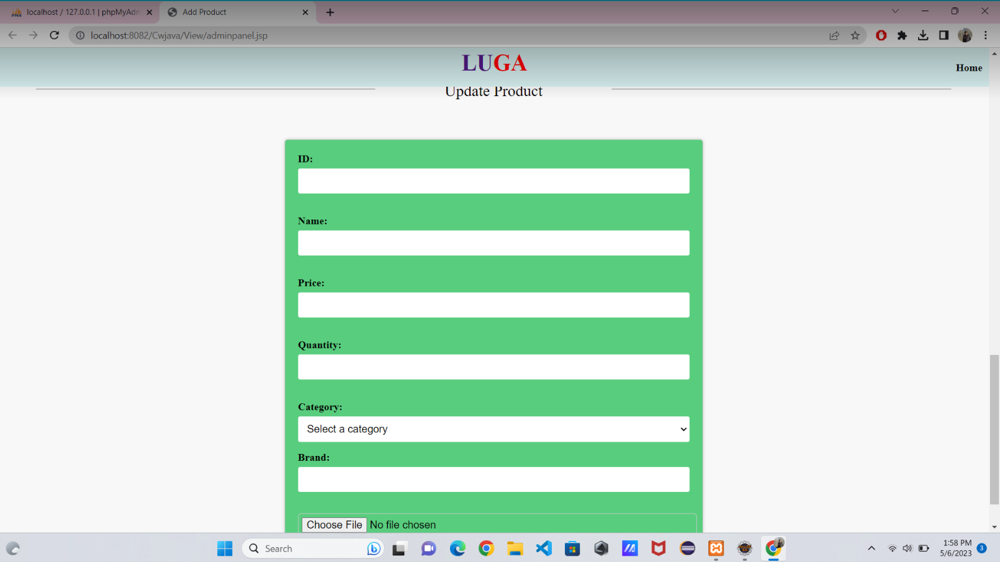 localhost / 127.0.0.1 | phpMyAdm
Add Product
localhost:8082/Cwjava/View/adminpanel.jsp
LUGA
Home
Update Product
ID:
Name:
Price:
Quantity:
Category:
Select a category
Brand:
Choose File No file chosen
Search
1:58 PM
5/6/2023
3